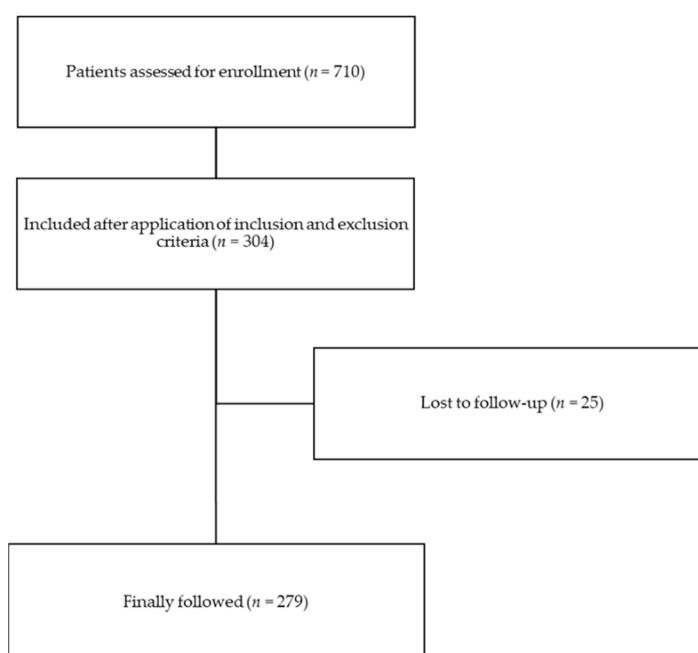 Patients assessed for enrollment (n = 710)
Included after application of inclusion and exclusion
criteria (n = 304)
Lost to follow-up (n = 25)
Finally followed (n = 279)